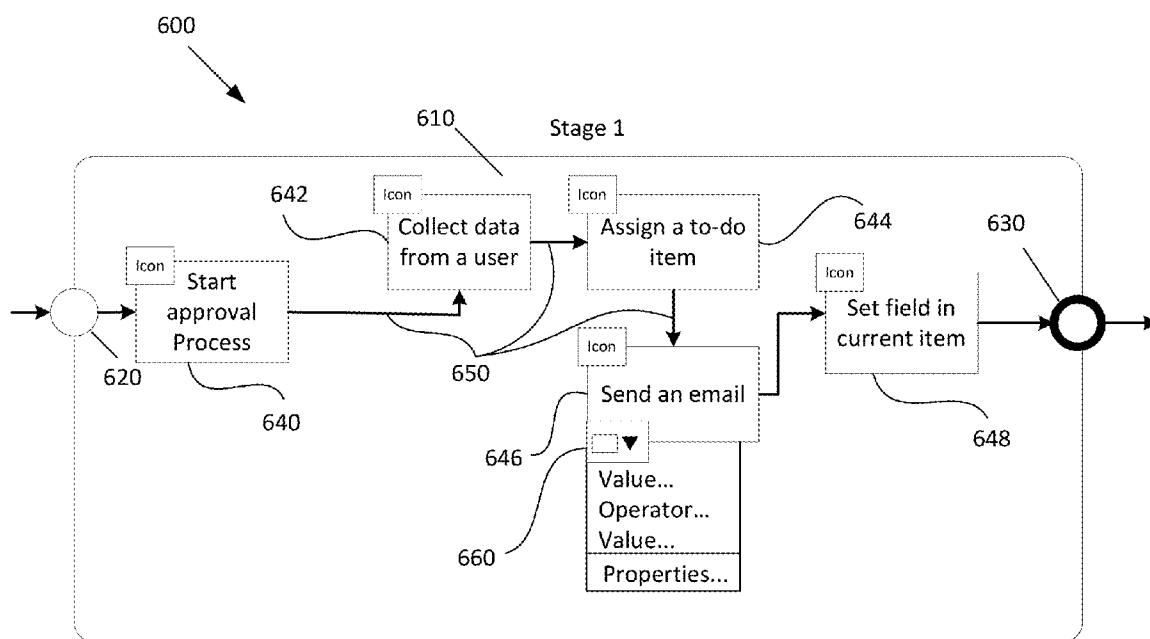 600
610
Stage 1
642
Icon
Collect data
from a user
Icon
Assign a to-do
item
644
630
Icon
Start
approval
Process
Icon
Set field in
current item
620
650
640
Icon
Send an email
646
648
660
Value...
Operator...
Value...
Properties...